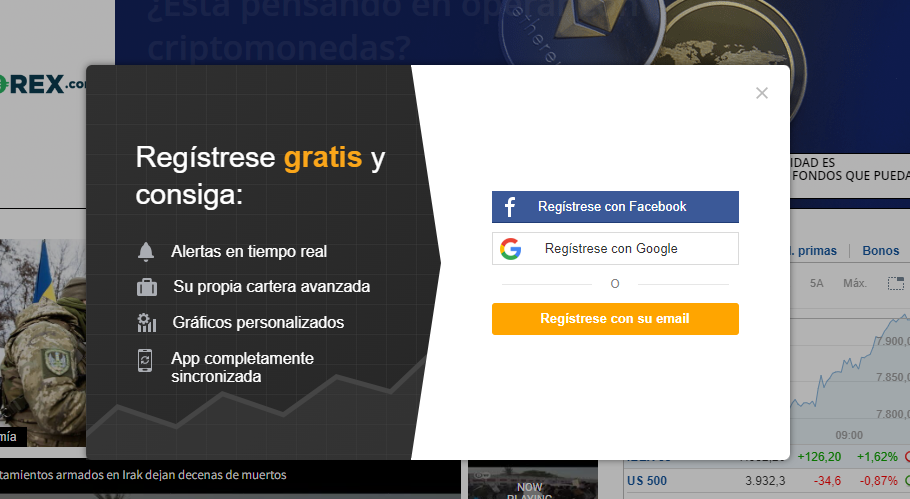 ¿Está pensando en operar con
criptomonedas?
REX.com
IDAD ES
FONDOS QUE PUEDA
Regístrese gratis y
consiga:
Alertas en tiempo real
Su propia cartera avanzada
Gráficos personalizados
App completamente
sincronizada
Regístrese con Facebook
Regístrese con Google
O
Regístrese con su email
primas
Bonos
5A
Máx.
7.900,
7.850,0
7.800,0
09:00
mía
tamientos armados en Irak dejan decenas de muertos
NOW
PLAYING
+126,20
+1,62%
US 500
3.932,3
-34,6
-0,87%